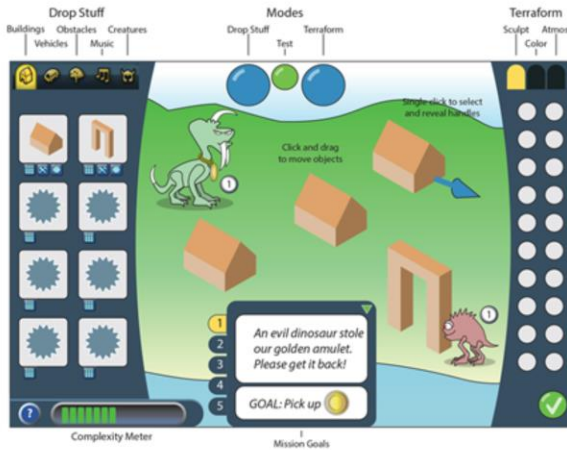 Drop Stuff
Modes
Terraform
Buildings
Obstacles
Creatures
Drop Stuff
Terraform
Sculpt
Atmos
Vehicles
Music
Test
Color
Single click to select
and reveal handles
Click and drag
to move objects
1
1
1
An evil dinosaur stole
our golden amulet.
Please get it back!
2
3
4
5
GOAL: Pick up
?
Complexity Meter
Mission Goals